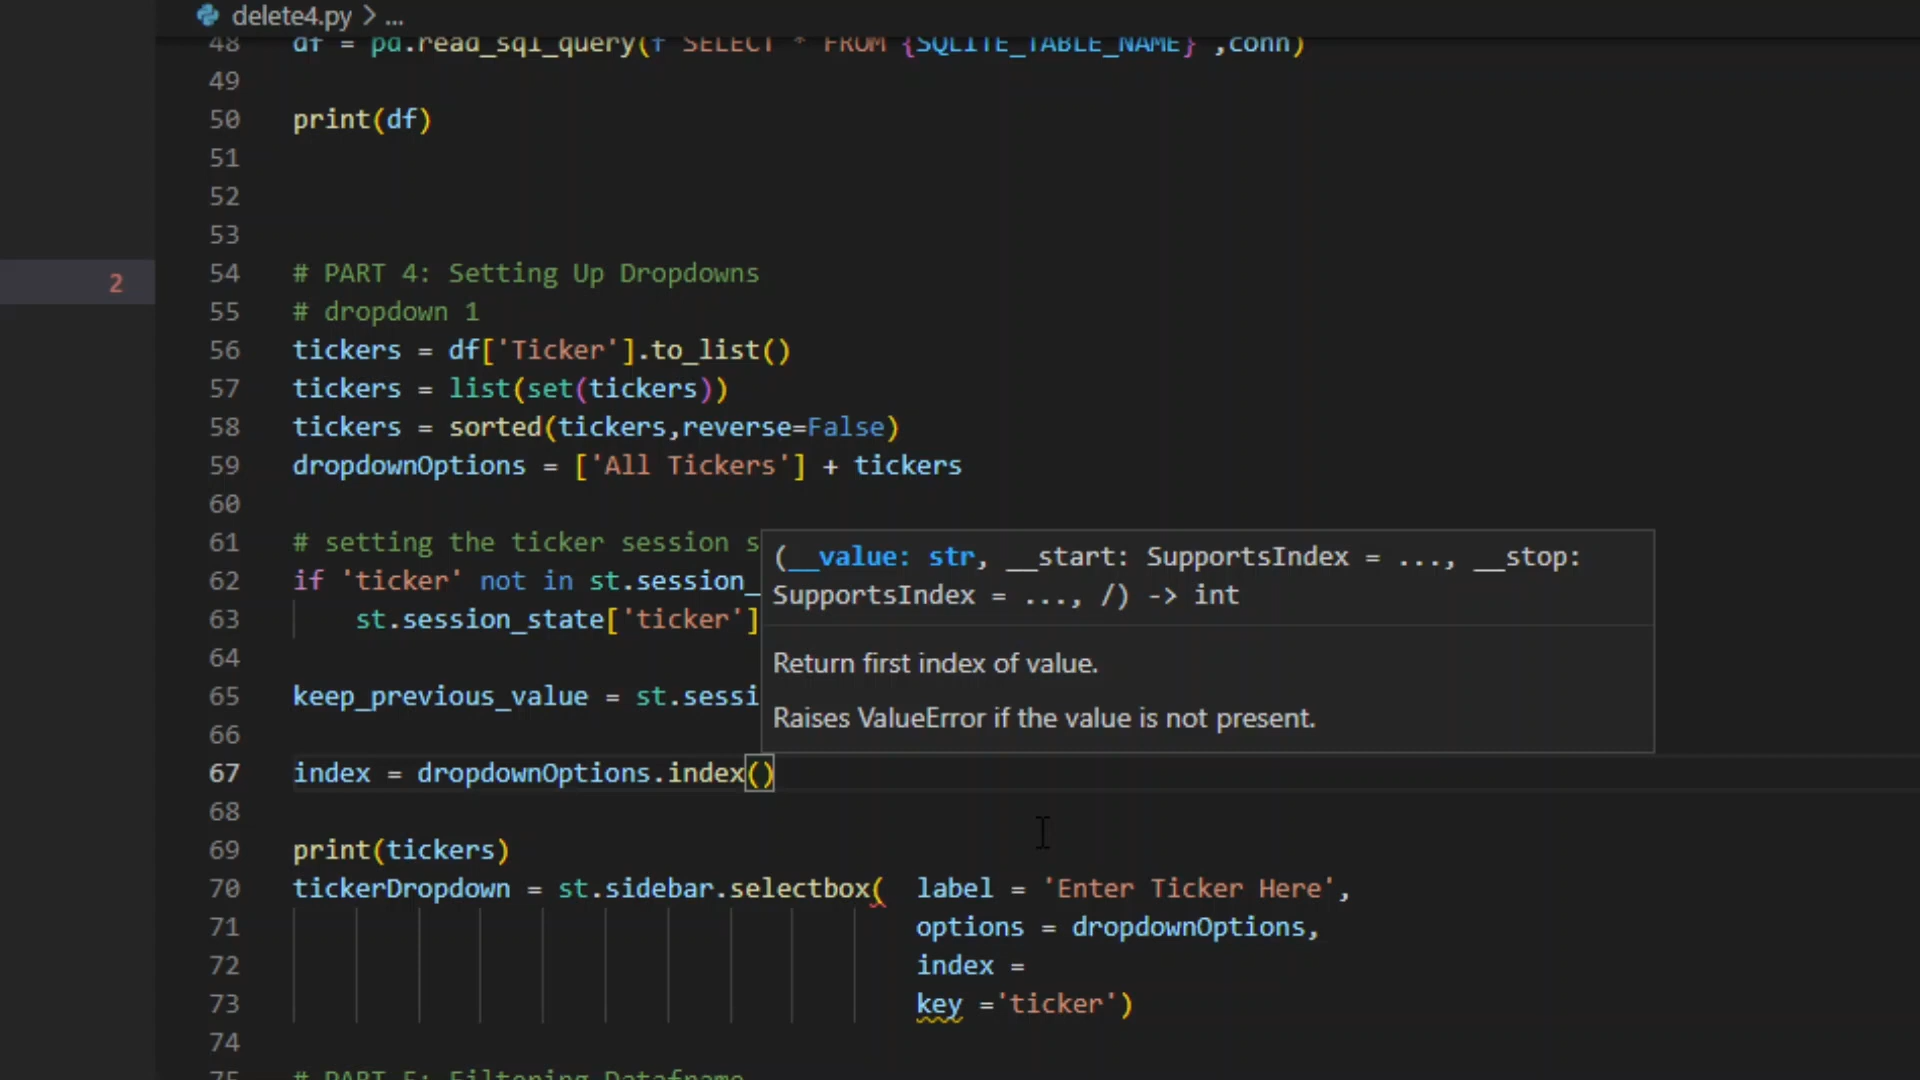 delete4.py > ...
48 df = pd.read_sql_query(f"SELECT * FROM {SQLITE_TABLE_NAME}",conn)
49
50 print(df)
51
52
53
2
54 # PART 4: Setting Up Dropdowns
55 # dropdown 1
56 tickers = df['Ticker'].to_list()
57 tickers = list(set(tickers))
58 tickers = sorted(tickers,reverse=False)
59 dropdownOptions = ['All Tickers'] + tickers
60
61 # setting the ticker session s
(__value: str, __start: SupportsIndex = ..., __stop:
62 if 'ticker' not in st.session_
SupportsIndex = ..., /) -> int
63 st.session_state['ticker']
64
Return first index of value.
65 keep_previous_value = st.sessi
Raises ValueError if the value is not present.
66
67 index = dropdownOptions.index()
68
69 print(tickers)
70 tickerDropdown = st.sidebar.selectbox( label = 'Enter Ticker Here',
71 options = dropdownOptions,
72 index =
73 key ='ticker')
74
75 # PART 5: Filtering Dataframe